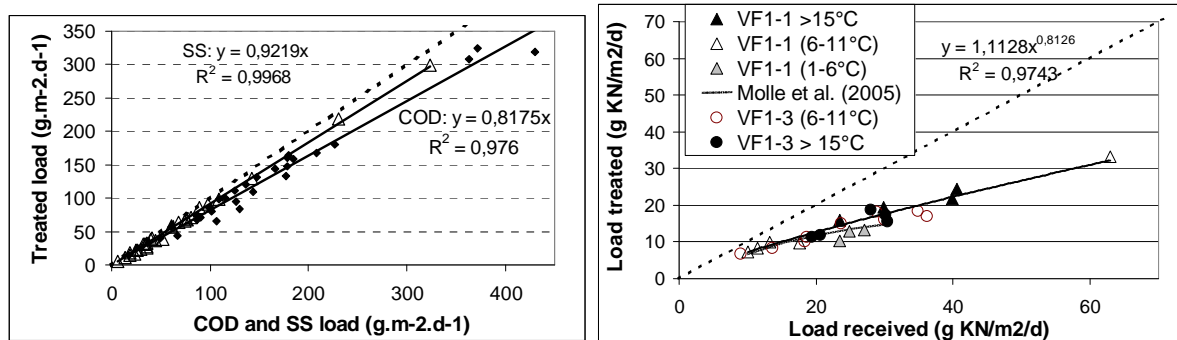 350
300
250
200
150
100
50
0
Treated load (g.m-2.d-1)
SS: y = 0,9219x
R2 = 0,9968
COD: y = 0,8175x
R2 = 0,976
0 100 200 300 400
COD and SS load (g.m-2.d-1)
70
60
50
40
30
20
10
0
Load treated (g KN/m2/d)
VF1-1 >15°C
VF1-1 (6-11°C)
VF1-1 (1-6°C)
Molle et al. (2005)
VF1-3 (6-11°C)
VF1-3 > 15°C
y = 1,1128x0,8126
R2 = 0,9743
0 20 40 60
Load received (g KN/m2/d)